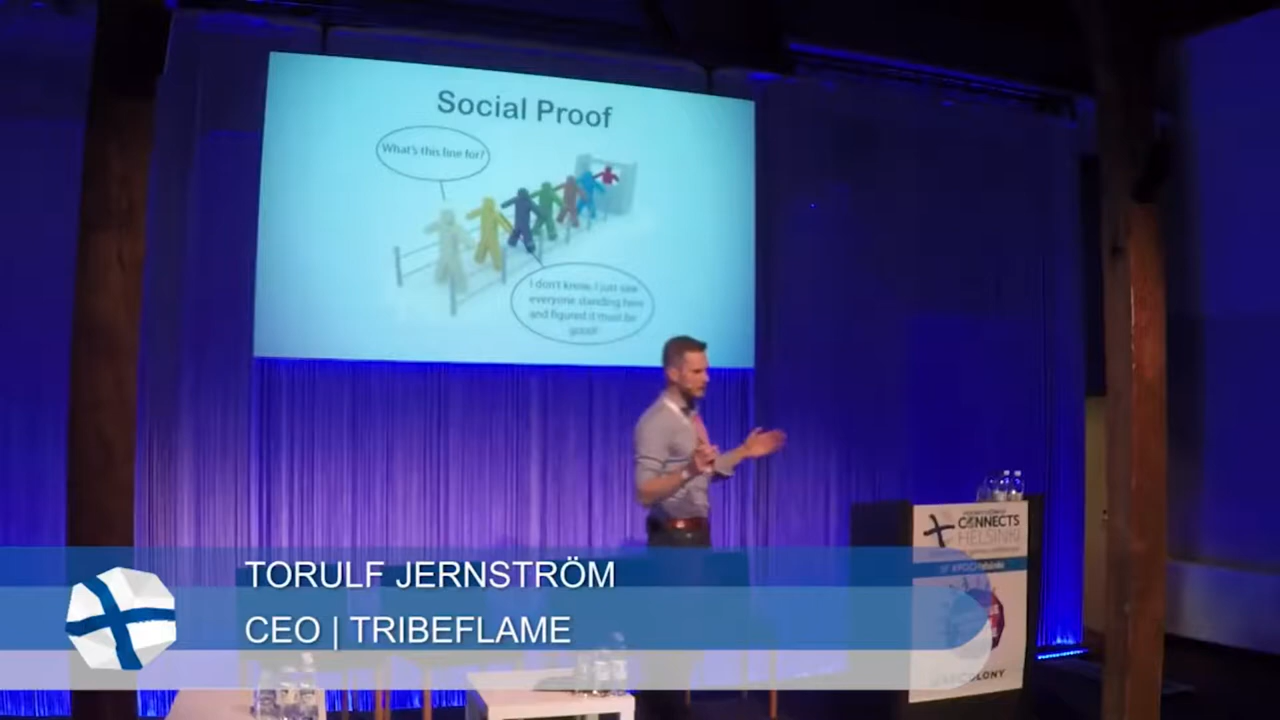 Social Proof
What's this line for?
I don't know. I just saw
everyone standing here
and figured it must be
good!
CONNECTS
HELSINKI
TORULF JERNSTRÖM
CEO | TRIBEFLAME